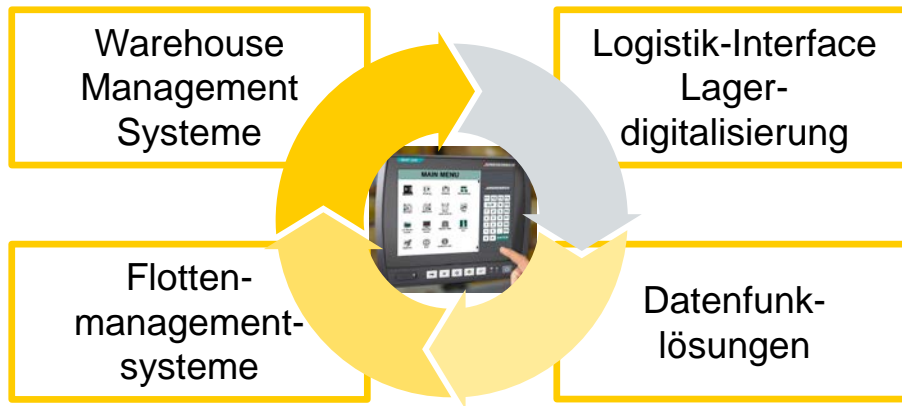 Warehouse
Management
Systeme
Logistik-Interface
Lager-
digitalisierung
MAIN MENU
Flotten-
management-
systeme
Datenfunk-
lösungen